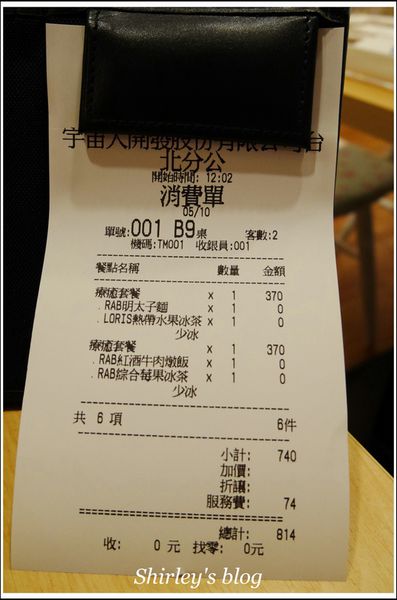 宇宙人開發股份有限公司台
北分公
開始時間: 12:02
消費單
05/10
單號:001 B9桌 客數:2
機碼:TM001 收銀員:001
餐點名稱 數量 金額
療癒套餐 x 1 370
.RAB明太子麵 x 1 0
.LORIS熱帶水果冰茶 x 1 0
少冰
療癒套餐 x 1 370
.RAB紅酒牛肉燉飯 x 1 0
.RAB綜合莓果冰茶 x 1 0
少冰
共 6 項 6件
小計: 740
加價:
折讓:
服務費: 74
總計: 814
收: 0 元 找零: 0元
Shirley's blog